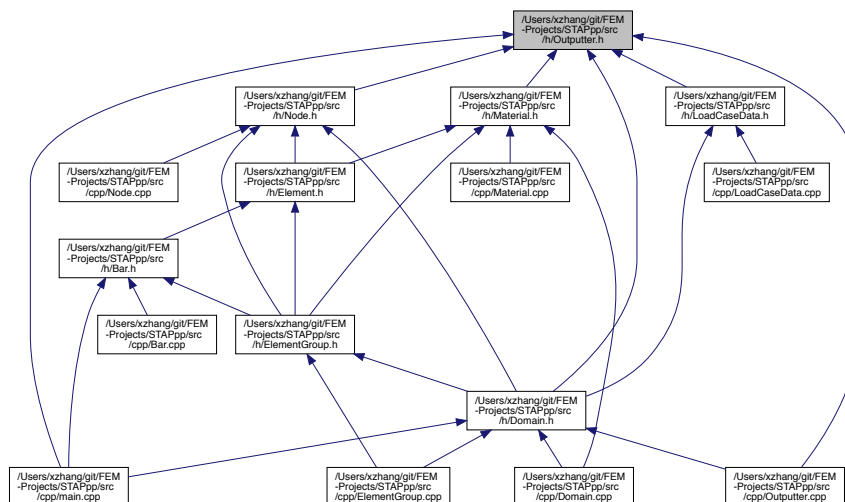 /Users/xzhang/git/FEM
-Projects/STAPpp/src
/h/Outputter.h
/Users/xzhang/git/FEM
-Projects/STAPpp/src
/h/Node.h
/Users/xzhang/git/FEM
-Projects/STAPpp/src
/h/Material.h
/Users/xzhang/git/FEM
-Projects/STAPpp/src
/h/LoadCaseData.h
/Users/xzhang/git/FEM
-Projects/STAPpp/src
/cpp/Node.cpp
/Users/xzhang/git/FEM
-Projects/STAPpp/src
/h/Element.h
/Users/xzhang/git/FEM
-Projects/STAPpp/src
/cpp/Material.cpp
/Users/xzhang/git/FEM
-Projects/STAPpp/src
/cpp/LoadCaseData.cpp
/Users/xzhang/git/FEM
-Projects/STAPpp/src
/h/Bar.h
/Users/xzhang/git/FEM
-Projects/STAPpp/src
/cpp/Bar.cpp
/Users/xzhang/git/FEM
-Projects/STAPpp/src
/h/ElementGroup.h
/Users/xzhang/git/FEM
-Projects/STAPpp/src
/h/Domain.h
/Users/xzhang/git/FEM
-Projects/STAPpp/src
/cpp/main.cpp
/Users/xzhang/git/FEM
-Projects/STAPpp/src
/cpp/ElementGroup.cpp
/Users/xzhang/git/FEM
-Projects/STAPpp/src
/cpp/Domain.cpp
/Users/xzhang/git/FEM
-Projects/STAPpp/src
/cpp/Outputter.cpp